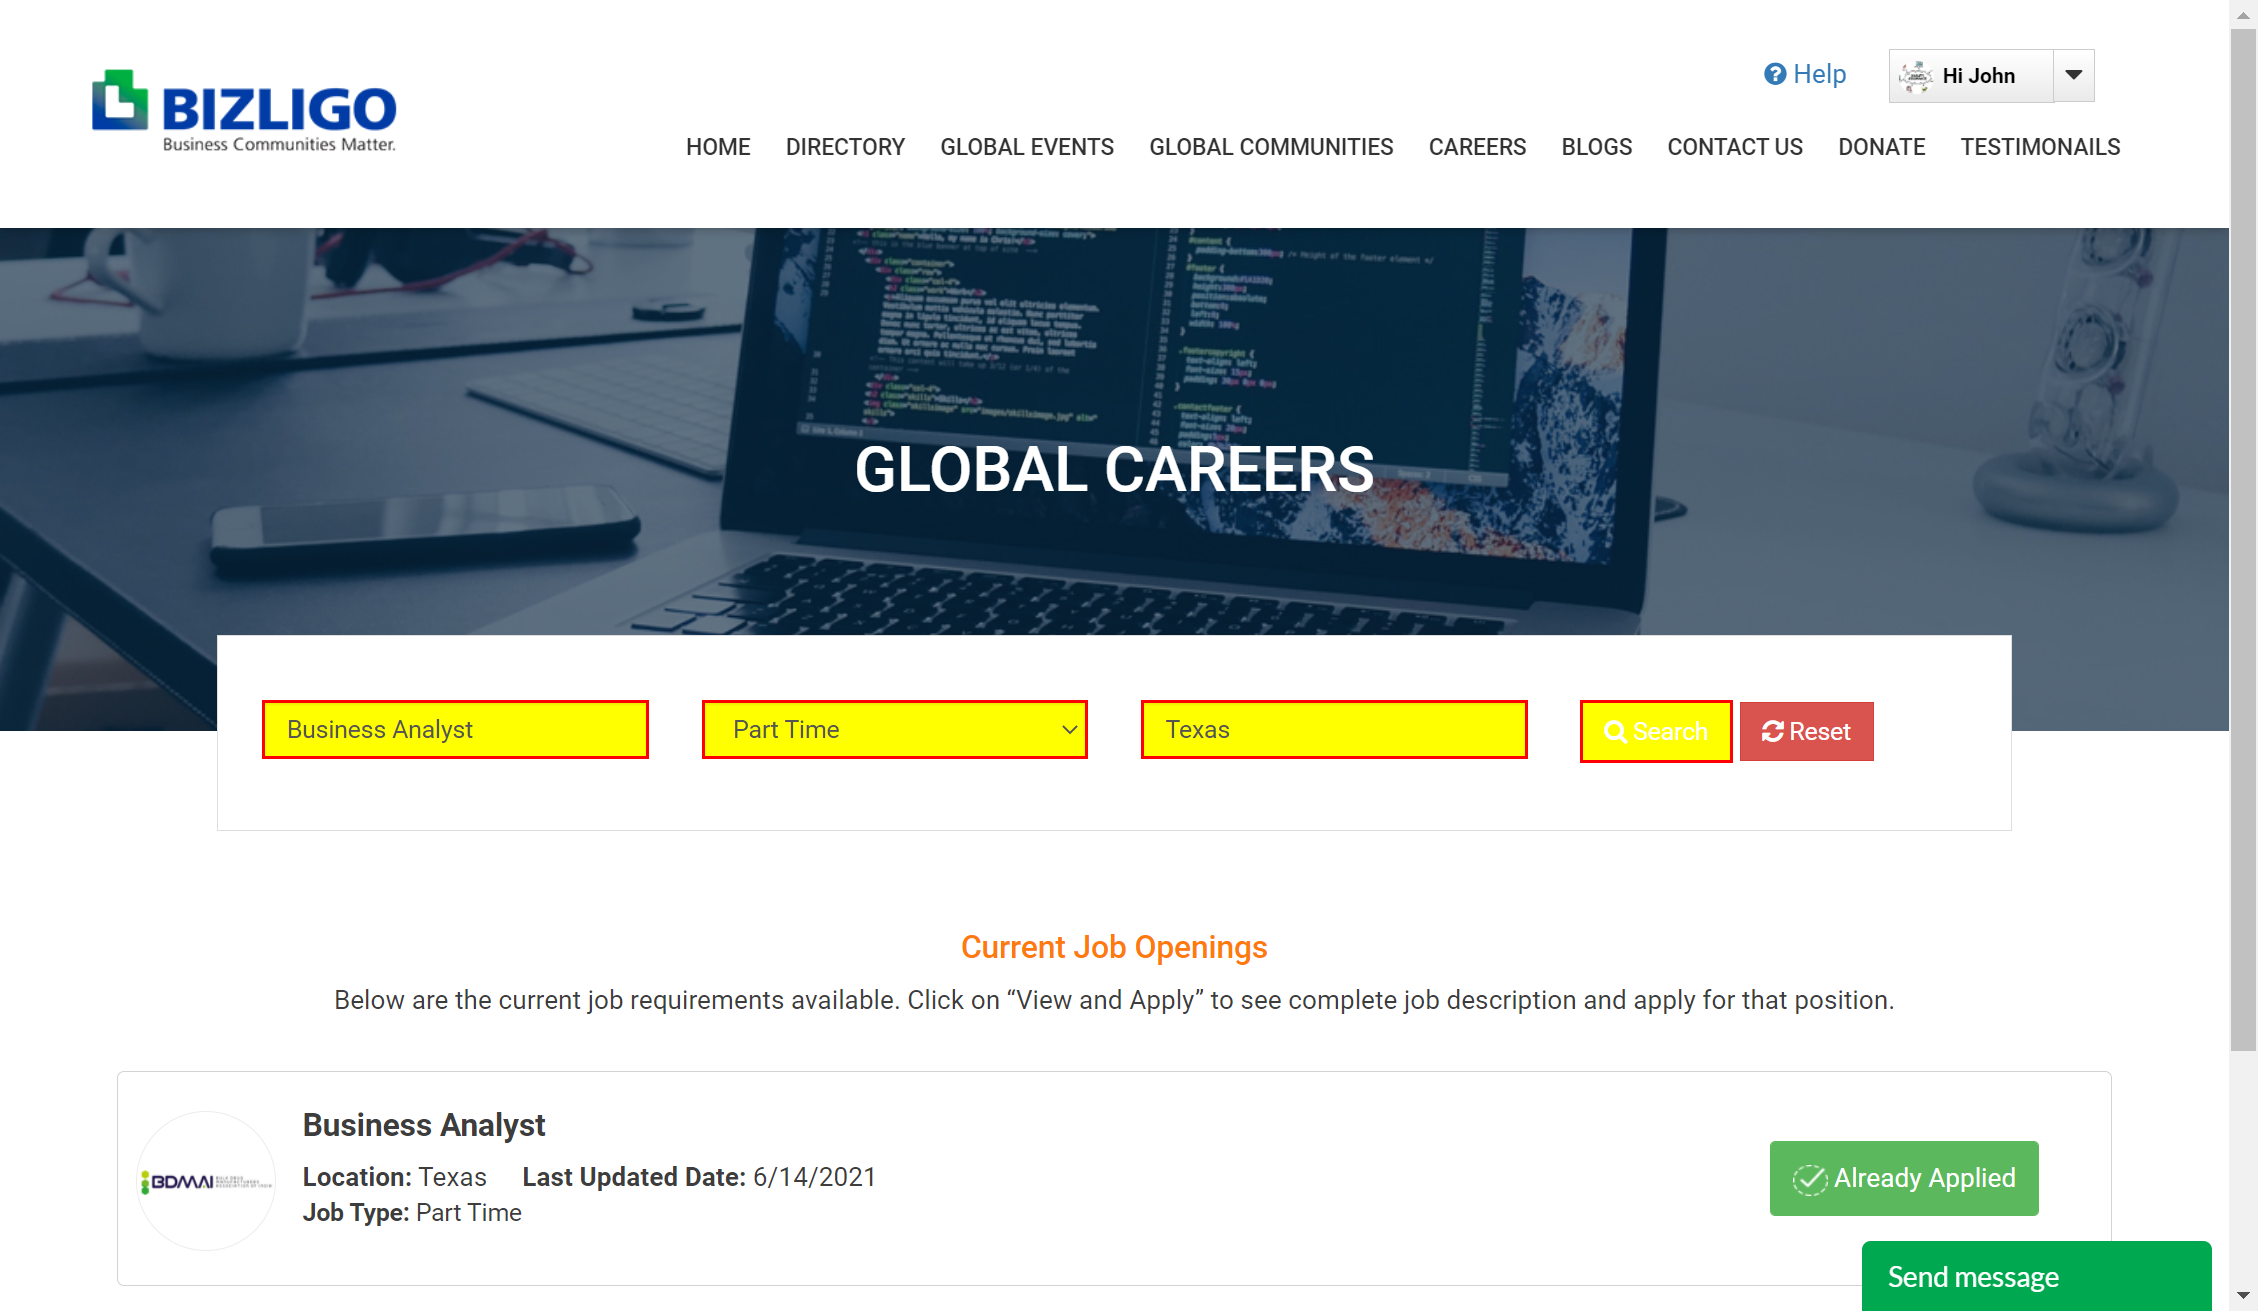 Help
Hi John
BIZLIGO
Business Communities Matter.
HOME DIRECTORY GLOBAL EVENTS GLOBAL COMMUNITIES CAREERS BLOGS CONTACT US DONATE TESTIMONAILS
GLOBAL CAREERS
Business Analyst Part Time Texas Search Reset
Current Job Openings
Below are the current job requirements available. Click on “View and Apply” to see complete job description and apply for that position.
Business Analyst
BDMAI
Location: Texas Last Updated Date: 6/14/2021
Job Type: Part Time
Already Applied
Send message